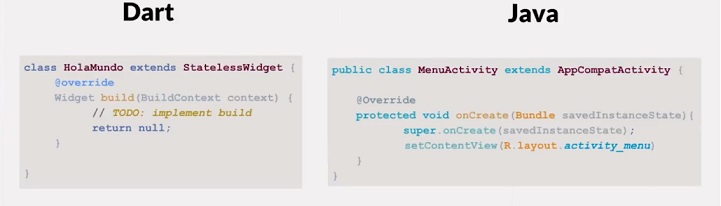 Dart
class HolaMundo extends StatelessWidget {
@override
Widget build(BuildContext context) {
// TODO: implement build
return null;
}
}
Java
public class MenuActivity extends AppCompatActivity {
@Override
protected void onCreate(Bundle savedInstanceState){
super.onCreate(savedInstanceState);
setContentView(R.layout.activity_menu)
}
}